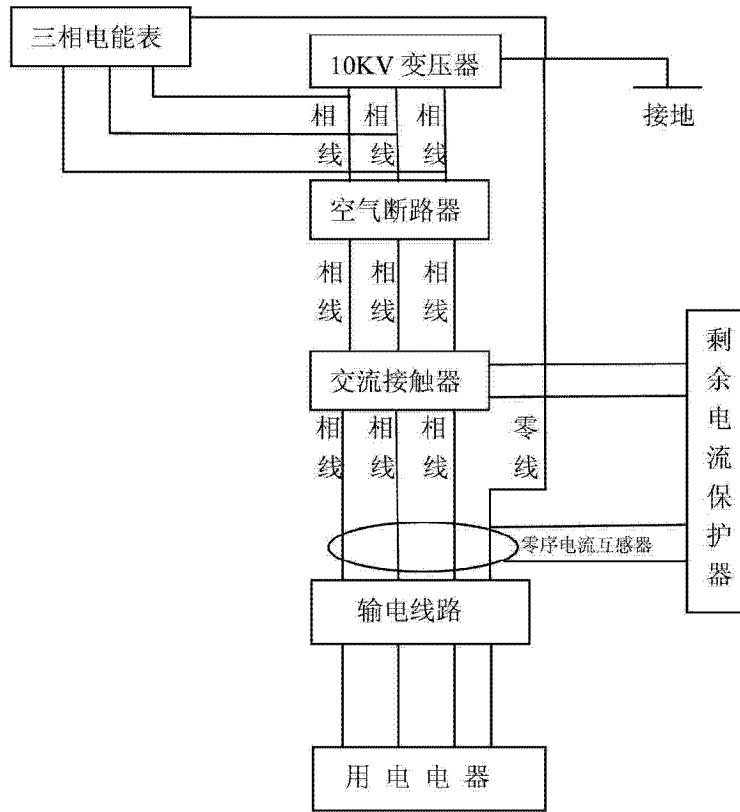 三相电能表
10KV 变压器
接地
相线
相线
相线
空气断路器
相线
相线
相线
剩余电流保护器
交流接触器
相线
相线
相线
零线
零序电流互感器
输电线路
用电电器